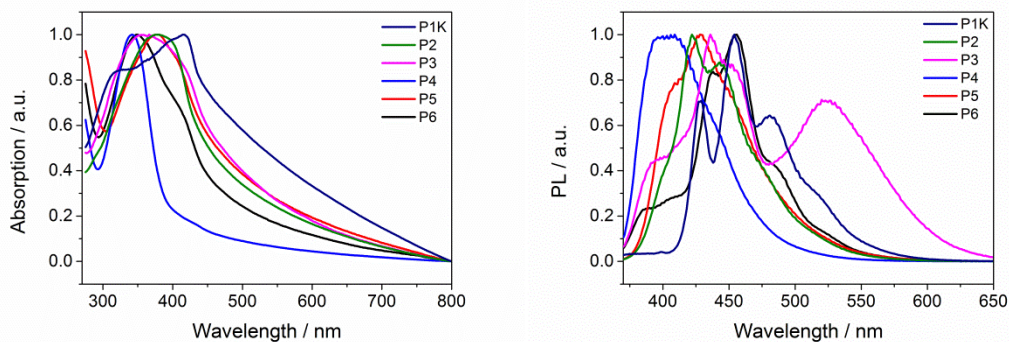 Absorption / a.u.
1.0
0.8
0.6
0.4
0.2
0.0
300
400
500
600
700
800
Wavelength / nm
P1K
P2
P3
P4
P5
P6
PL / a.u.
1.0
0.8
0.6
0.4
0.2
0.0
400
450
500
550
600
650
Wavelength / nm
P1K
P2
P3
P4
P5
P6